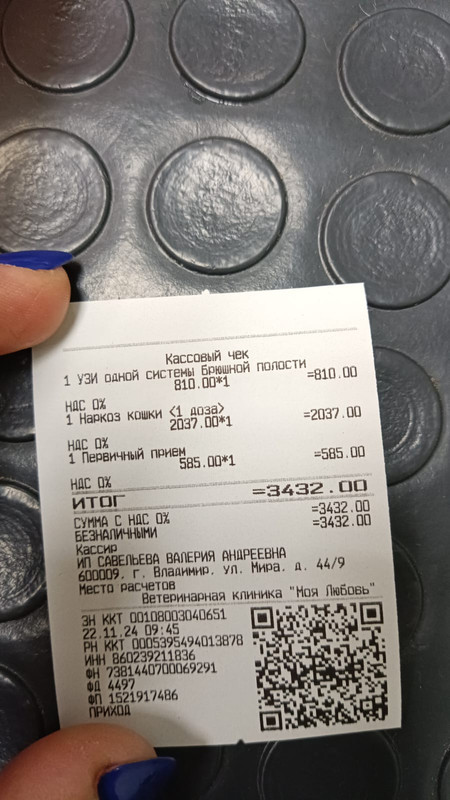 Кассовый чек
1 УЗИ одной системы Брюшной полости
810.00*1 =810.00
НДС 0%
1 Наркоз кошки <1 доза>
2037.00*1 =2037.00
НДС 0%
1 Первичный прием
585.00*1 =585.00
НДС 0%
ИТОГ =3432.00
СУММА С НДС 0% =3432.00
БЕЗНАЛИЧНЫМИ =3432.00
Кассир
ИП САВЕЛЬЕВА ВАЛЕРИЯ АНДРЕЕВНА
600009, г. Владимир. ул. Мира. д. 44/9
Место расчетов
Ветеринарная клиника "Моя Любовь"
ЗН ККТ 00108003040651
22.11.24 09:45
РН ККТ 0005395494013878
ИНН 860239211836
ФН 7381440700069291
ФД 4497
ФП 1521917486
ПРИХОД